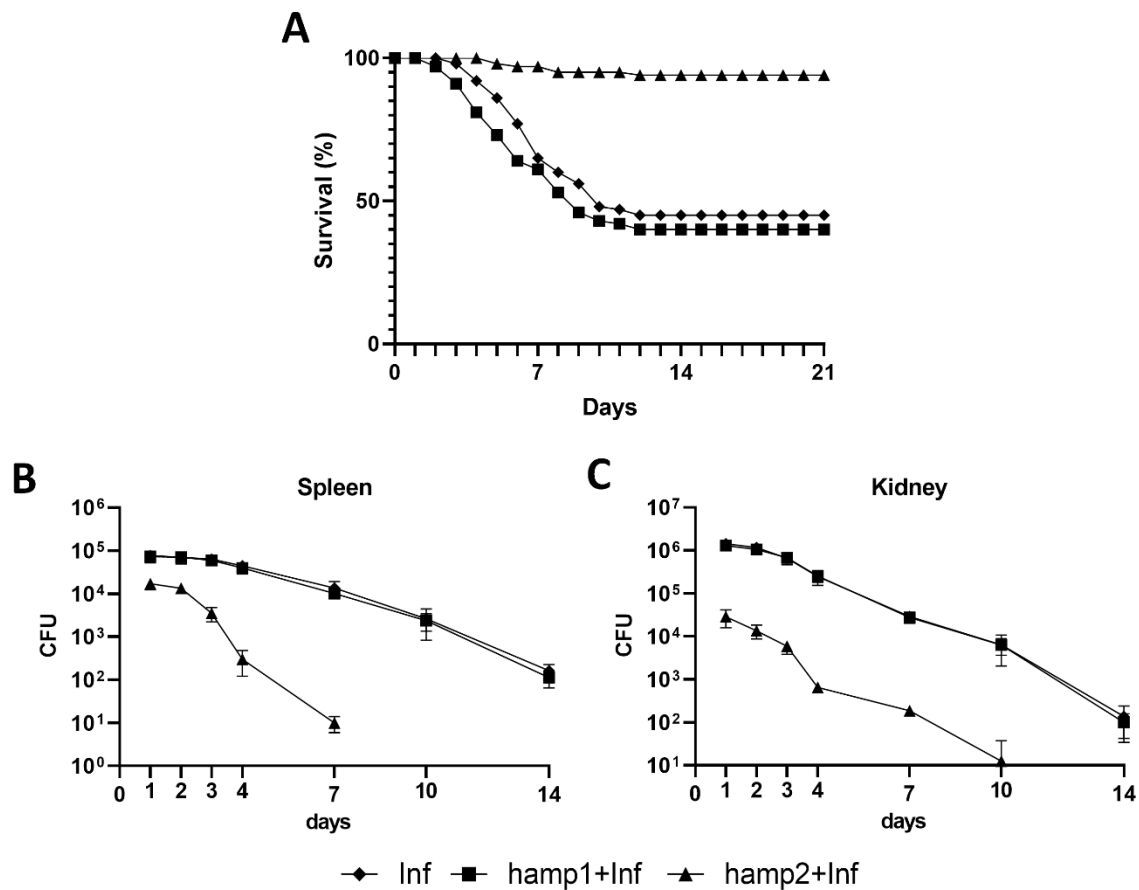 A
Survival (%)
100
50
0
0 7 14 21
Days
B
Spleen
CFU
10⁶
10⁵
10⁴
10³
10²
10¹
10⁰
0 1 2 3 4 7 10 14
days
C
Kidney
CFU
10⁷
10⁶
10⁵
10⁴
10³
10²
10¹
0 1 2 3 4 7 10 14
days
Inf hamp1+Inf hamp2+Inf